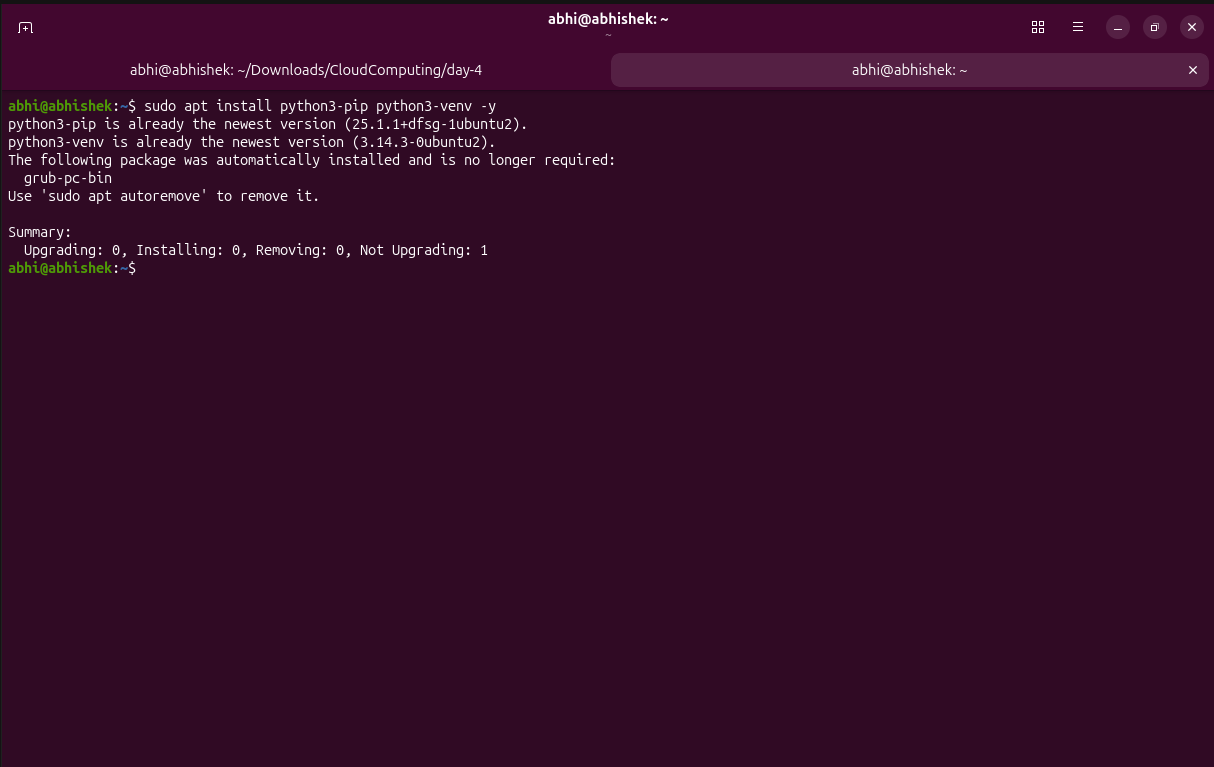 abhi@abhishek: ~
~
abhi@abhishek: ~/Downloads/CloudComputing/day-4
abhi@abhishek: ~
abhi@abhishek:~$ sudo apt install python3-pip python3-venv -y
python3-pip is already the newest version (25.1.1+dfsg-1ubuntu2).
python3-venv is already the newest version (3.14.3-0ubuntu2).
The following package was automatically installed and is no longer required:
  grub-pc-bin
Use 'sudo apt autoremove' to remove it.

Summary:
  Upgrading: 0, Installing: 0, Removing: 0, Not Upgrading: 1
abhi@abhishek:~$